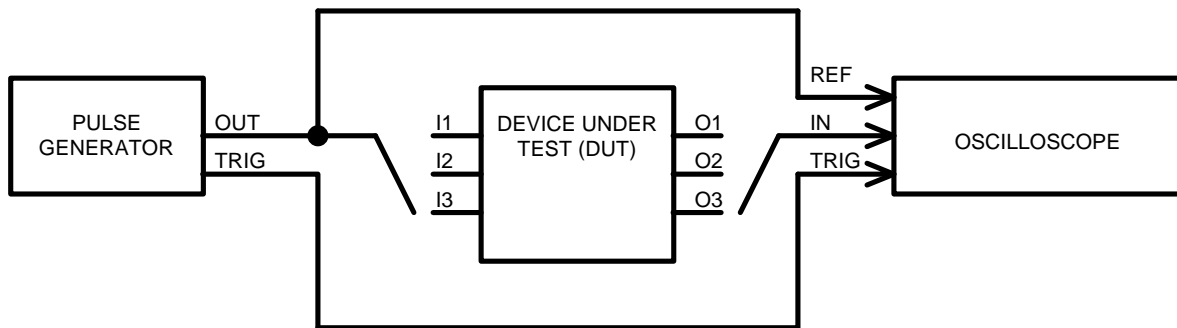 REF
PULSE
GENERATOR
OUT
TRIG
I1
I2
I3
DEVICE UNDER
TEST (DUT)
O1
O2
O3
IN
TRIG
OSCILLOSCOPE